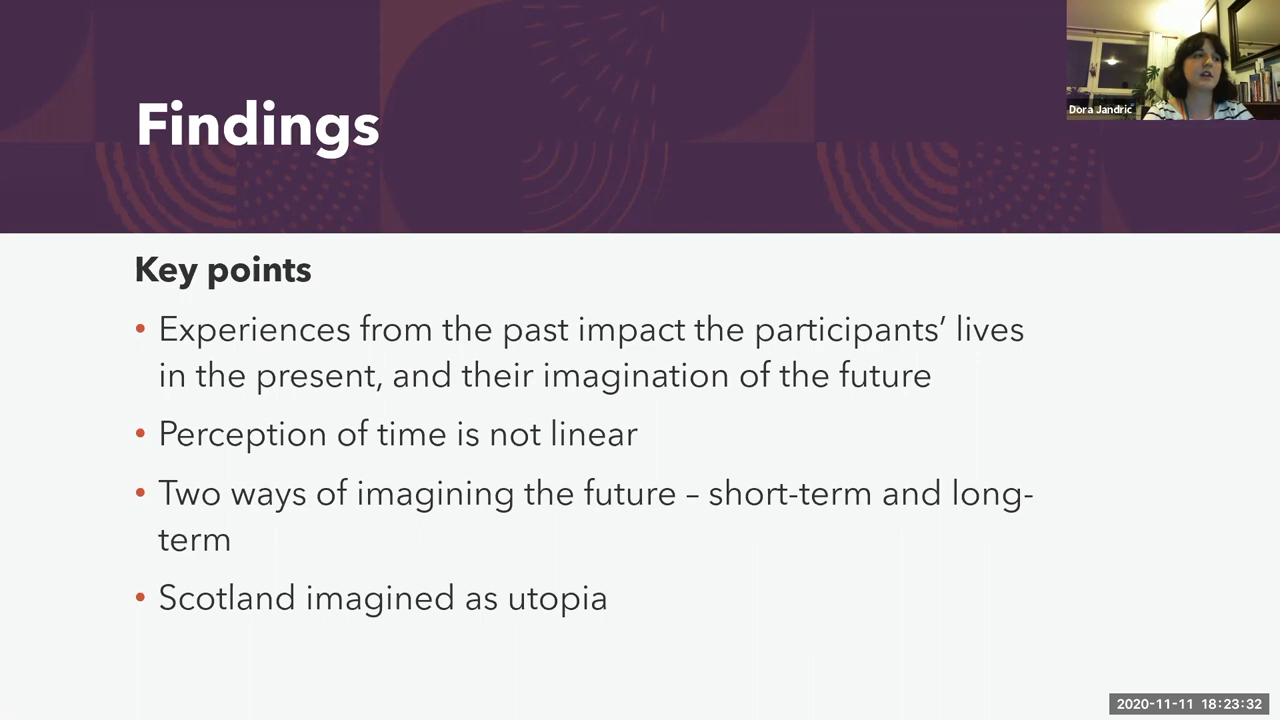 Findings
Dora Jandric
Key points
• Experiences from the past impact the participants’ lives
in the present, and their imagination of the future
• Perception of time is not linear
• Two ways of imagining the future – short-term and long-
term
• Scotland imagined as utopia
2020-11-11 18:23:32